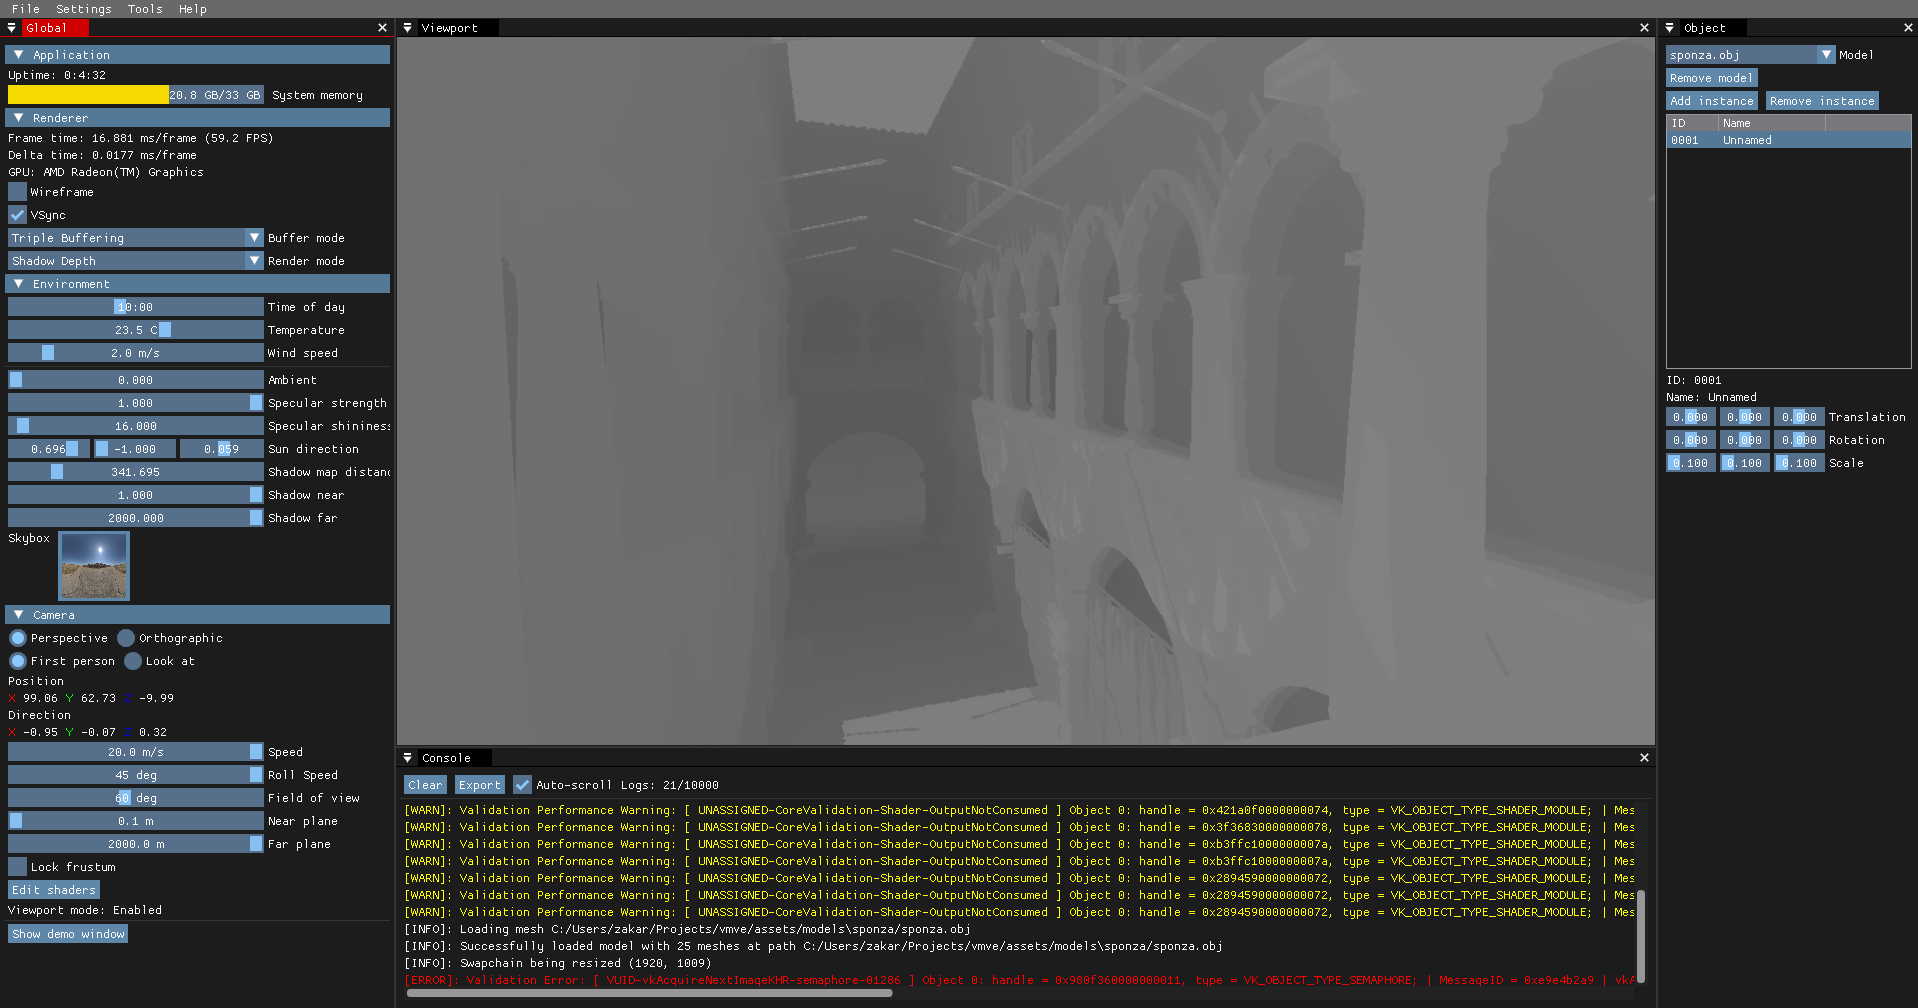 File Settings Tools Help
Global
Application
Uptime: 0:4:32
20.8 GB/33 GB System memory
Renderer
Frame time: 16.881 ms/frame (59.2 FPS)
Delta time: 0.0177 ms/frame
GPU: AMD Radeon(TM) Graphics
Wireframe
VSync
Triple Buffering Buffer mode
Shadow Depth Render mode
Environment
10:00 Time of day
23.5 C Temperature
2.0 m/s Wind speed
0.000 Ambient
1.000 Specular strength
16.000 Specular shinines
0.696 -1.000 0.059 Sun direction
341.695 Shadow map distan
1.000 Shadow near
2000.000 Shadow far
Skybox
Camera
Perspective Orthographic
First person Look at
Position
X 99.06 Y 62.73 -9.99
Direction
X -0.95 Y -0.07 0.32
20.0 m/s Speed
45 deg Roll Speed
60 deg Field of view
0.1 m Near plane
2000.0 m Far plane
Lock frustum
Edit shaders
Viewport mode: Enabled
Show demo window
Viewport
Console
Clear Export Auto-scroll Logs: 21/10000
[WARN]: Validation Performance Warning: [ UNASSIGNED-CoreValidation-Shader-OutputNotConsumed ] Object 0: handle = 0x421a0f0000000074, type = VK_OBJECT_TYPE_SHADER_MODULE; | Mes
[WARN]: Validation Performance Warning: [ UNASSIGNED-CoreValidation-Shader-OutputNotConsumed ] Object 0: handle = 0x3f36830000000078, type = VK_OBJECT_TYPE_SHADER_MODULE; | Mes
[WARN]: Validation Performance Warning: [ UNASSIGNED-CoreValidation-Shader-OutputNotConsumed ] Object 0: handle = 0xb3ffc1000000007a, type = VK_OBJECT_TYPE_SHADER_MODULE; | Mes
[WARN]: Validation Performance Warning: [ UNASSIGNED-CoreValidation-Shader-OutputNotConsumed ] Object 0: handle = 0xb3ffc1000000007a, type = VK_OBJECT_TYPE_SHADER_MODULE; | Mes
[WARN]: Validation Performance Warning: [ UNASSIGNED-CoreValidation-Shader-OutputNotConsumed ] Object 0: handle = 0x2894590000000072, type = VK_OBJECT_TYPE_SHADER_MODULE; | Mes
[WARN]: Validation Performance Warning: [ UNASSIGNED-CoreValidation-Shader-OutputNotConsumed ] Object 0: handle = 0x2894590000000072, type = VK_OBJECT_TYPE_SHADER_MODULE; | Mes
[WARN]: Validation Performance Warning: [ UNASSIGNED-CoreValidation-Shader-OutputNotConsumed ] Object 0: handle = 0x2894590000000072, type = VK_OBJECT_TYPE_SHADER_MODULE; | Mes
[INFO]: Loading mesh C:/Users/zakar/Projects/vmve/assets/models\sponza/sponza.obj
[INFO]: Successfully loaded model with 25 meshes at path C:/Users/zakar/Projects/vmve/assets/models\sponza/sponza.obj
[INFO]: Swapchain being resized (1920, 1009)
[ERROR]: Validation Error: [ VUID-vkAcquireNextImageKHR-semaphore-01286 ] Object 0: handle = 0x980f360000000011, type = VK_OBJECT_TYPE_SEMAPHORE; | MessageID = 0xe9e4b2a9 | vkA
Object
sponza.obj Model
Remove model
Add instance Remove instance
ID Name
0001 Unnamed
ID: 0001
Name: Unnamed
0.000 0.000 0.000 Translation
0.000 0.000 0.000 Rotation
0.100 0.100 0.100 Scale